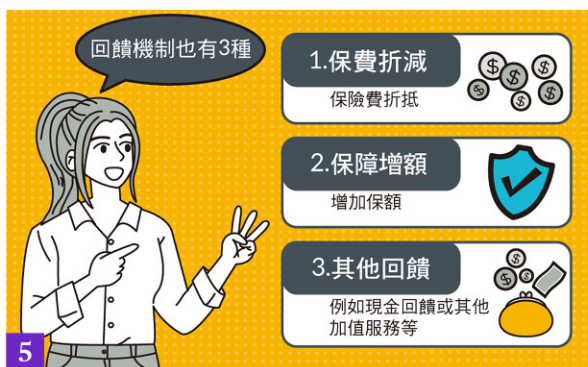 回饋機制也有3種
1.保費折減
保險費折抵
2.保障增額
增加保額
3.其他回饋
例如現金回饋或其他
加值服務等
5